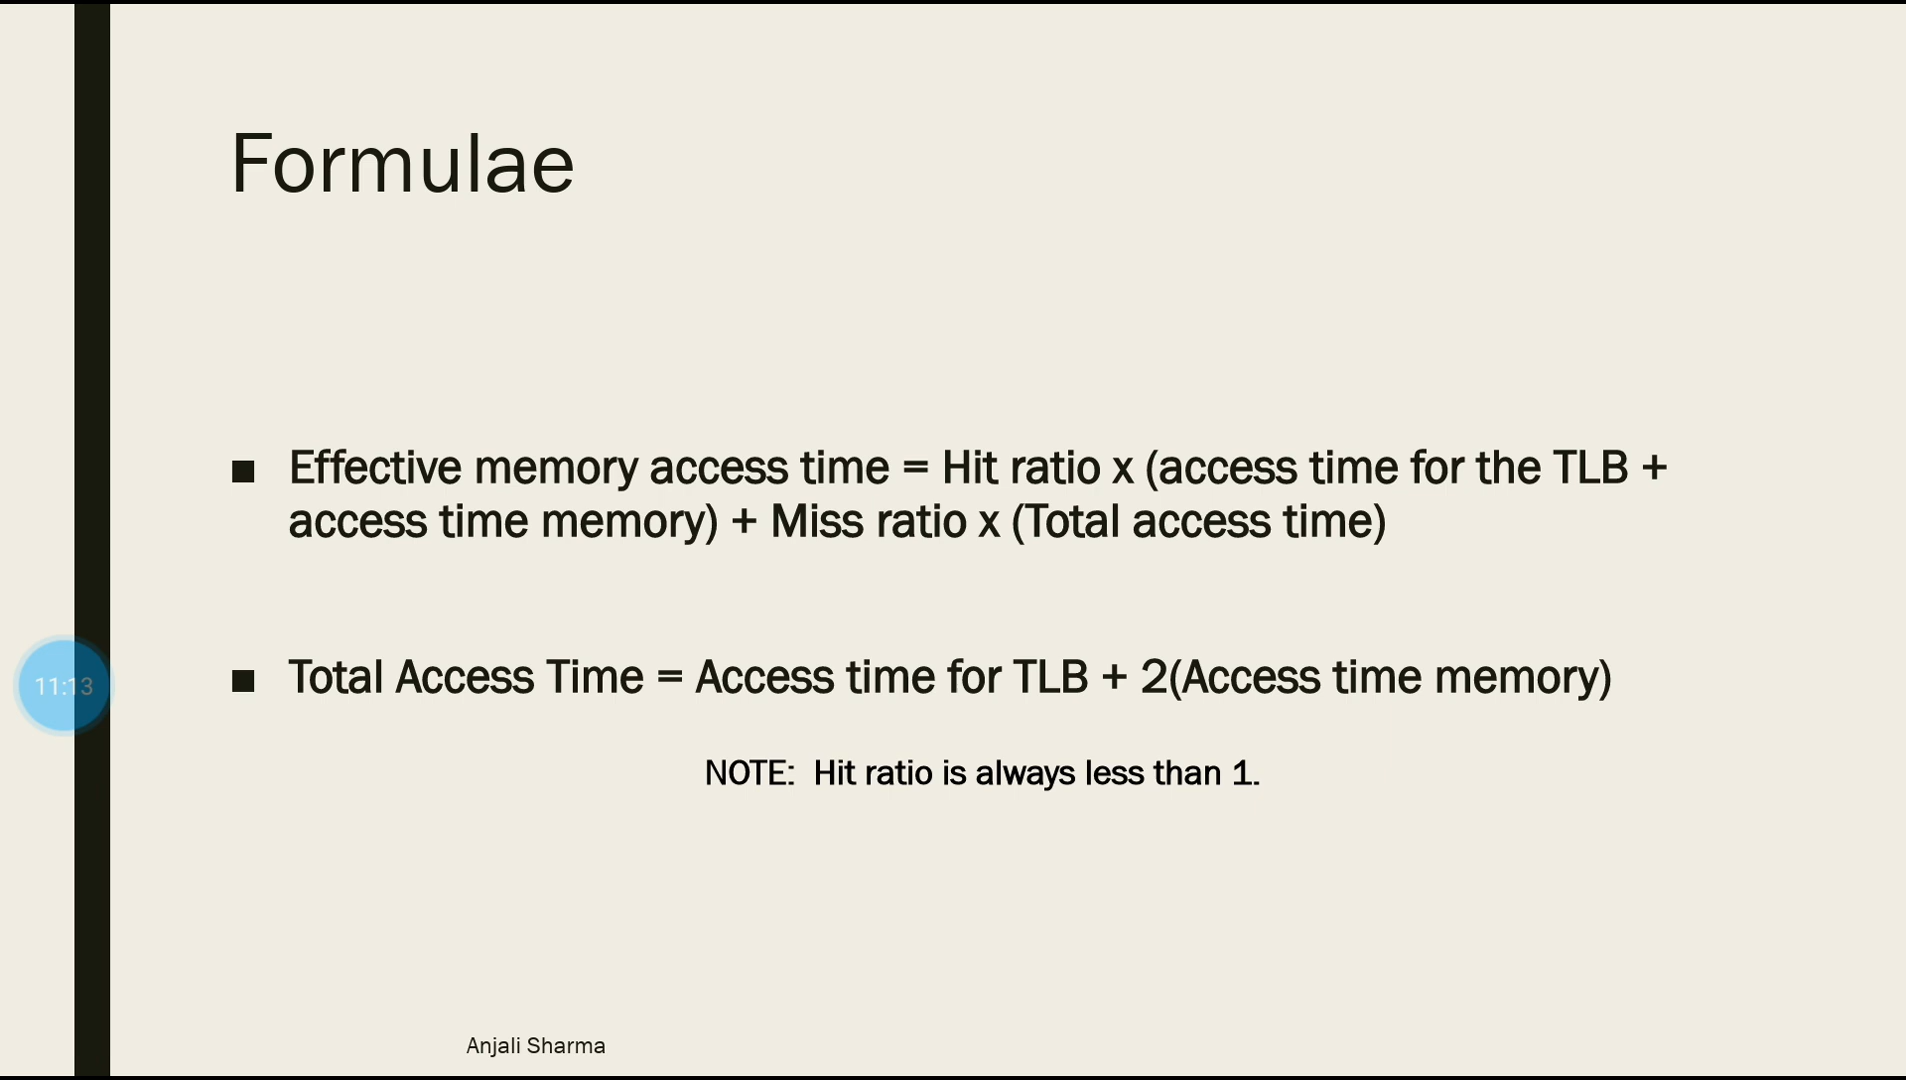 Formulae
Effective memory access time = Hit ratio x (access time for the TLB +
access time memory) + Miss ratio x (Total access time)
Total Access Time = Access time for TLB + 2(Access time memory)
11:13
NOTE: Hit ratio is always less than 1.
Anjali Sharma